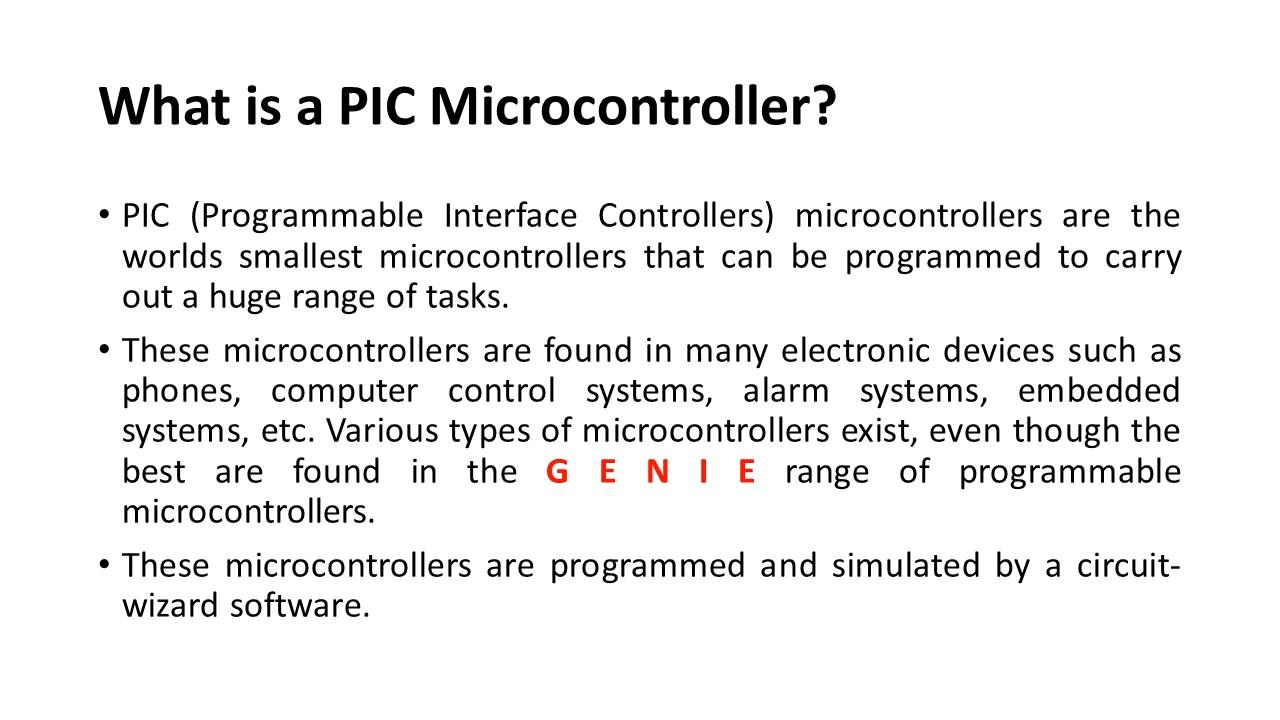 What is a PIC Microcontroller?
• PIC (Programmable Interface Controllers) microcontrollers are the
worlds smallest microcontrollers that can be programmed to carry
out a huge range of tasks.
• These microcontrollers are found in many electronic devices such as
phones, computer control systems, alarm systems, embedded
systems, etc. Various types of microcontrollers exist, even though the
best are found in the G E N I E range of programmable
microcontrollers.
• These microcontrollers are programmed and simulated by a circuit-
wizard software.